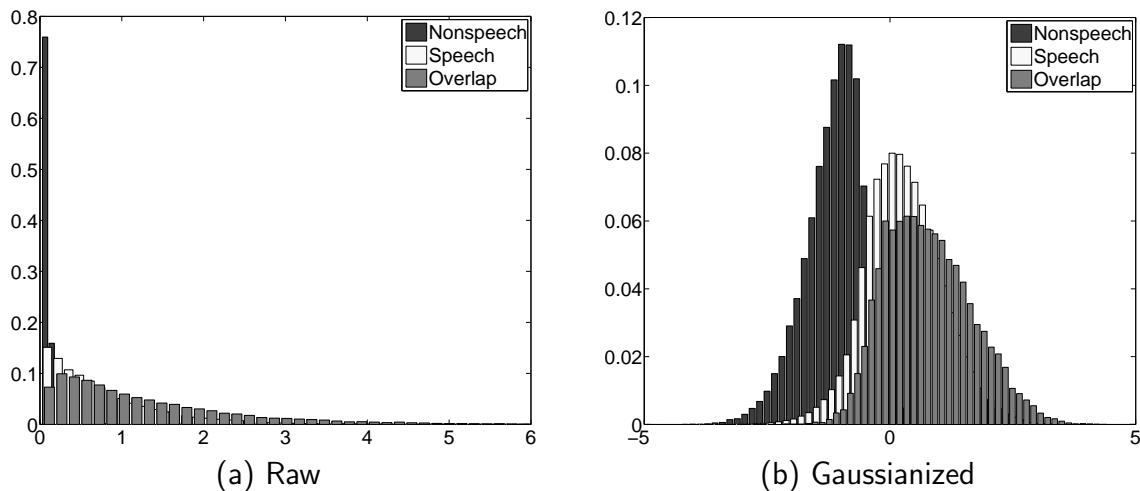 0.8
0.7
0.6
0.5
0.4
0.3
0.2
0.1
0
0 1 2 3 4 5 6
Nonspeech
Speech
Overlap
(a) Raw
0.12
0.1
0.08
0.06
0.04
0.02
0
−5 0 5
Nonspeech
Speech
Overlap
(b) Gaussianized